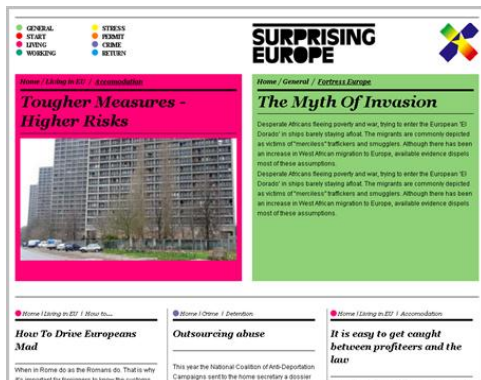 GENERAL
START
LIVING
WORKING
STRESS
PERMIT
CRIME
RETURN
SURPRISING
EUROPE
Home / Living in EU / Accomodation
Tougher Measures -
Higher Risks
Home / General / Fortress Europe
The Myth Of Invasion
Desperate Africans fleeing poverty and war, trying to enter the European 'El
Dorado' in ships barely staying afloat. The migrants are commonly depicted
as victims of "merciless" traffickers and smugglers. Although there has been
an increase in West African migration to Europe, available evidence dispels
most of these assumptions.
Desperate Africans fleeing poverty and war, trying to enter the European 'El
Dorado' in ships barely staying afloat. The migrants are commonly depicted
as victims of "merciless" traffickers and smugglers. Although there has been
an increase in West African migration to Europe, available evidence dispels
most of these assumptions.
Home / Living in EU / How to....
How To Drive Europeans
Mad
When in Rome do as the Romans do. That is why
it's important for foreigners to know the customs
Home / Crime / Detention
Outsourcing abuse
This year the National Coalition of Anti-Deportation
Campaigns sent to the home secretary a dossier
Home / Living in EU / Accomodation
It is easy to get caught
between profiteers and the
law